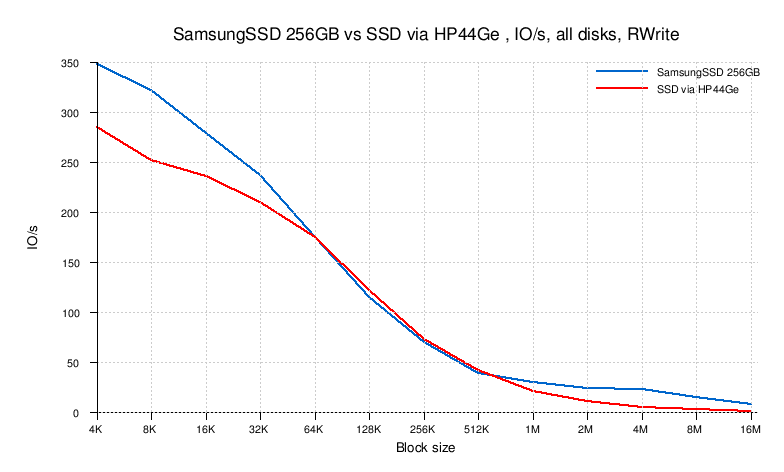 SamsungSSD 256GB vs SSD via HP44Ge , IO/s, all disks, RWrite
SamsungSSD 256GB
SSD via HP44Ge
350
300
250
200
150
100
50
0
IO/s
4K 8K 16K 32K 64K 128K 256K 512K 1M 2M 4M 8M 16M
Block size